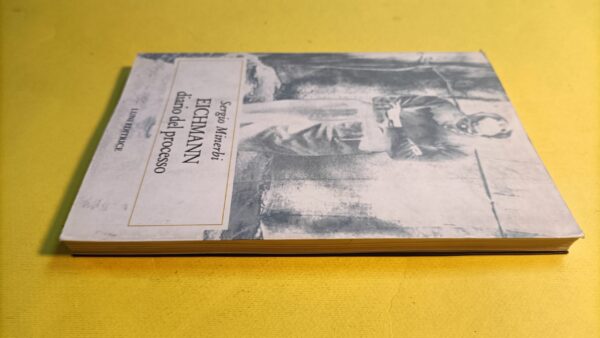 Sergio Minerbi
EICHMANN
diario del processo
LUNI EDITRICE